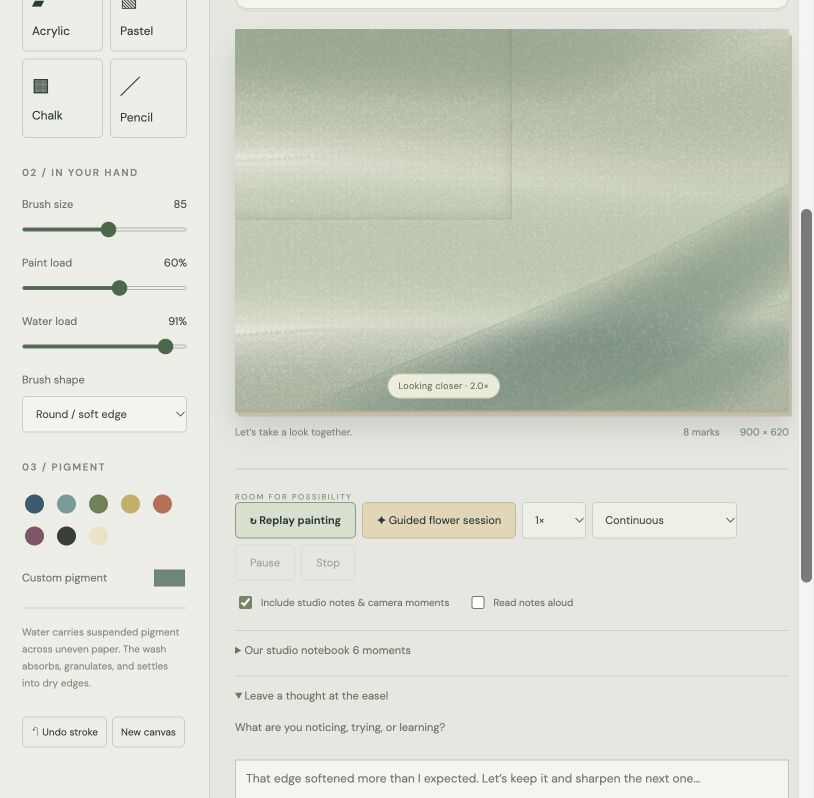 Acrylic
Pastel
Chalk
Pencil
02 / IN YOUR HAND
Brush size 85
Paint load 60%
Water load 91%
Brush shape
Round / soft edge
03 / PIGMENT
Custom pigment
Water carries suspended pigment
across uneven paper. The wash
absorbs, granulates, and settles
into dry edges.
Undo stroke
New canvas
Looking closer · 2.0×
Let's take a look together.
8 marks 900 × 620
ROOM FOR POSSIBILITY
↻ Replay painting
✦ Guided flower session
1×
Continuous
Pause
Stop
Include studio notes & camera moments
Read notes aloud
Our studio notebook 6 moments
Leave a thought at the easel
What are you noticing, trying, or learning?
That edge softened more than I expected. Let's keep it and sharpen the next one…